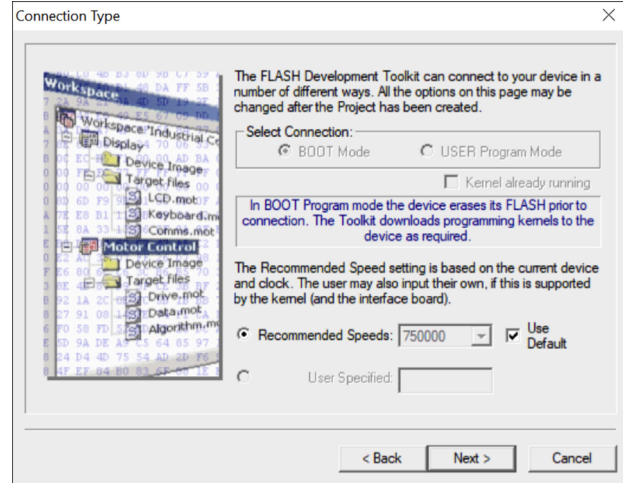 Connection Type
Workspace
Workspace 'Industrial Co
Display
Device Image
Target files
LCD.mot
Keyboard.m
Comms.mot
Motor Control
Device Image
Target files
Drive.mot
Data.mot
Algorithm.m
The FLASH Development Toolkit can connect to your device in a
number of different ways. All the options on this page may be
changed after the Project has been created.
Select Connection:
BOOT Mode
USER Program Mode
Kernel already running
In BOOT Program mode the device erases its FLASH prior to
connection. The Toolkit downloads programming kernels to the
device as required.
The Recommended Speed setting is based on the current device
and clock. The user may also input their own, if this is supported
by the kernel (and the interface board).
Recommended Speeds: 750000
Use
Default
User Specified:
< Back
Next >
Cancel